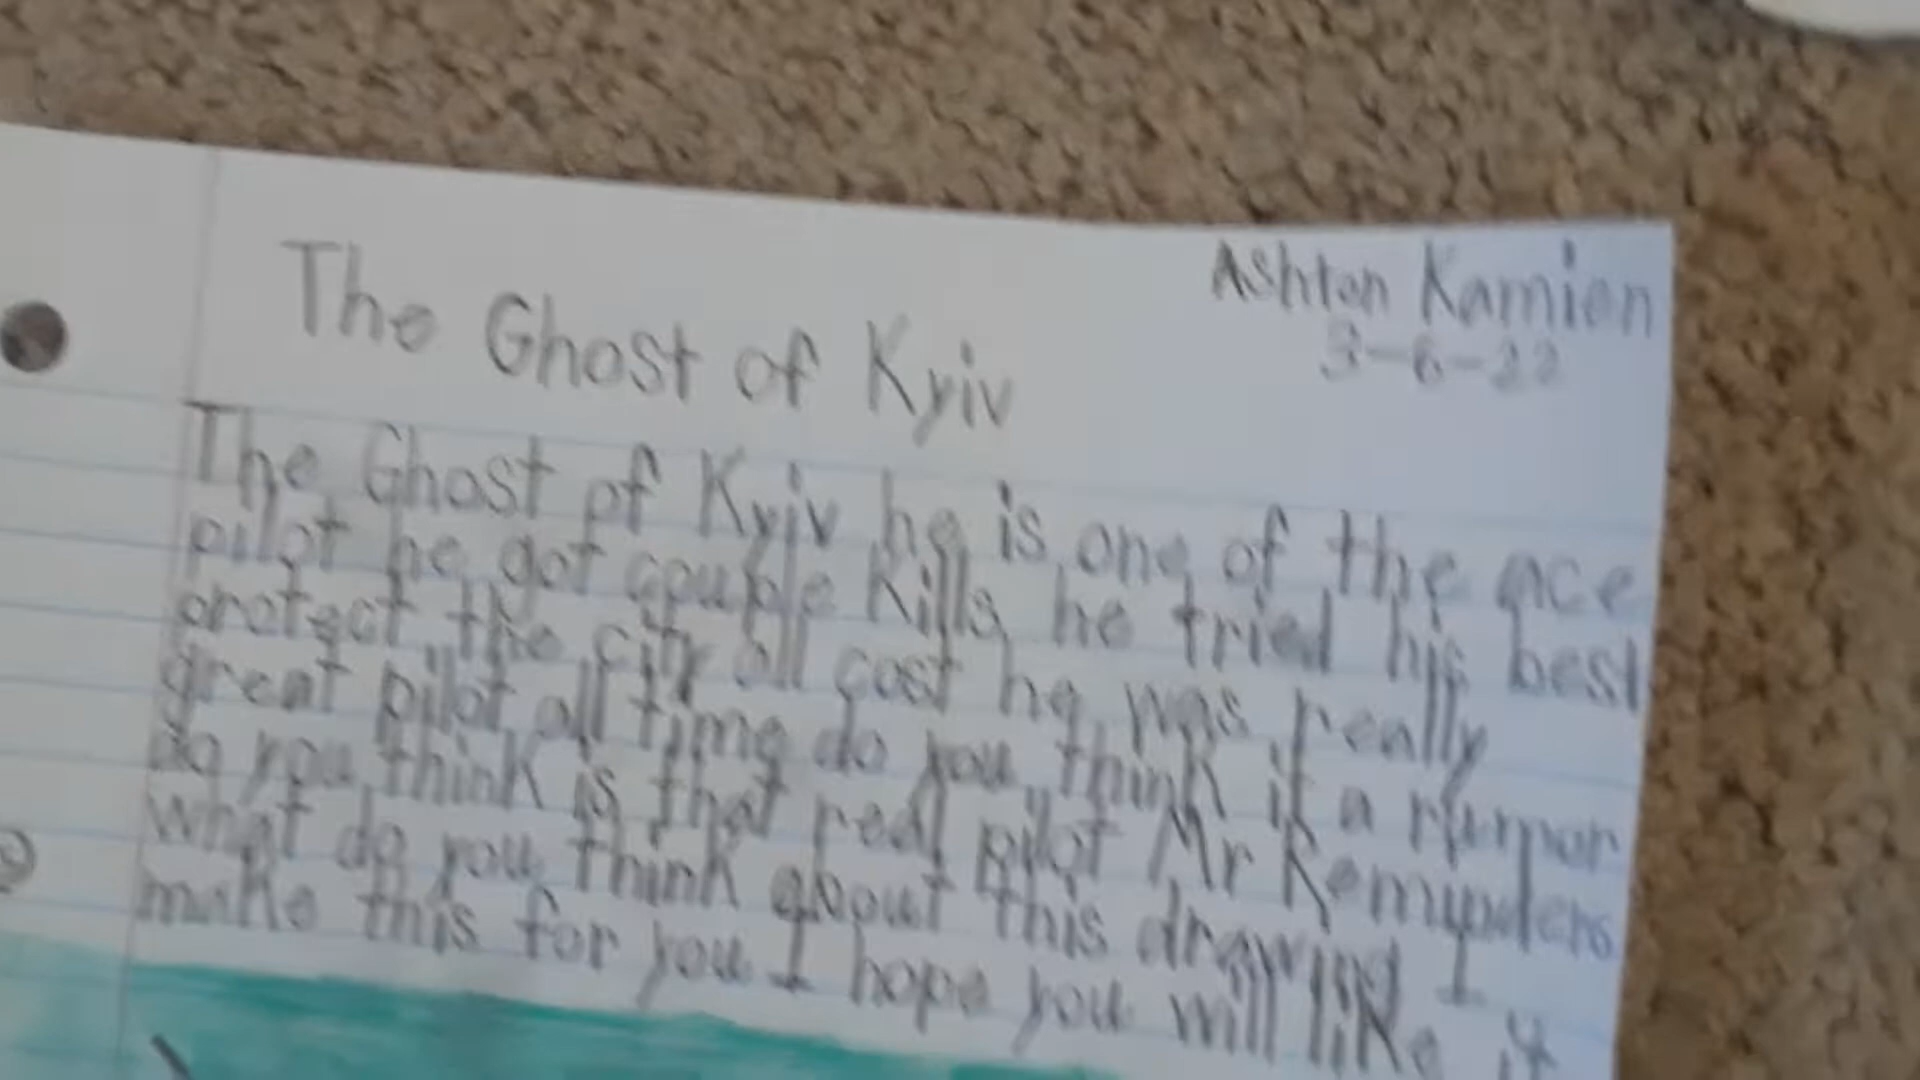 The Ghost of Kyiv
Ashton Kamien
3-6-22
The Ghost of Kyiv he is one of the ace
pilot he got couple kills he tried his best
protect the city all cost he was really
great pilot all time do you think it a rumor
do you think is that real pilot Mr
what do you think about this drawing I
make this for you I hope you will like it